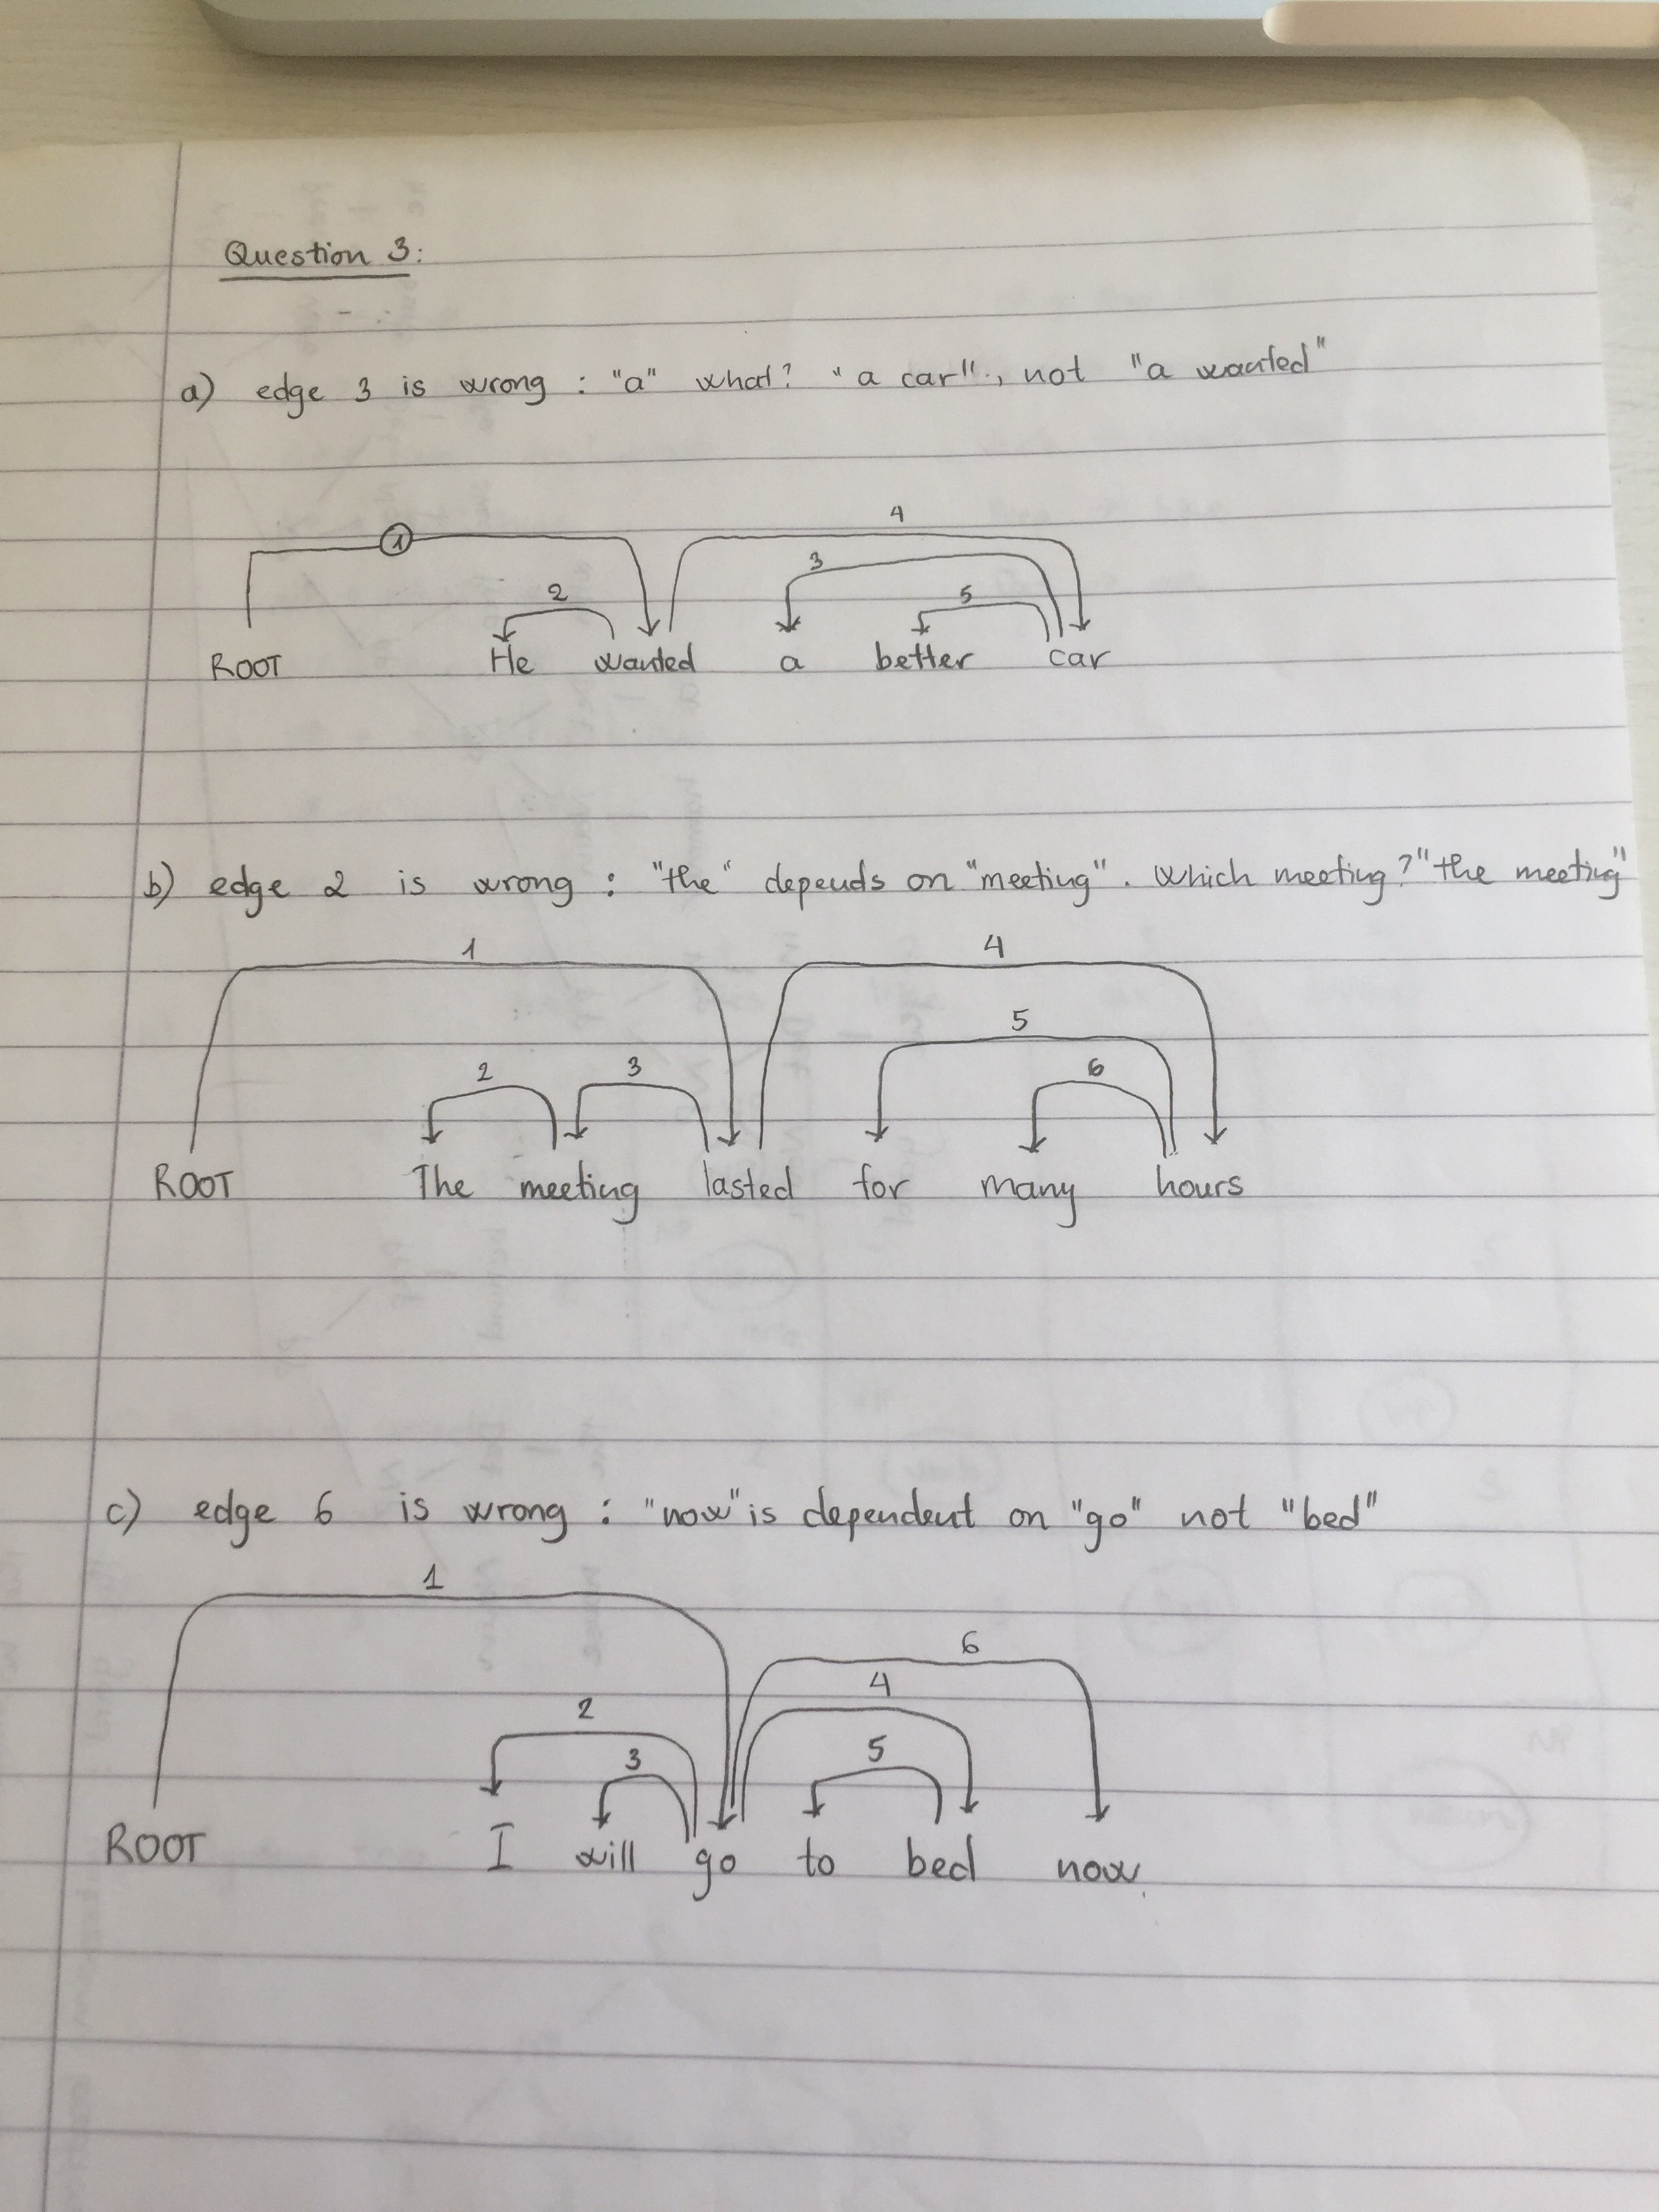 Question 3:
a) edge 3 is wrong : "a" what? "a car", not "a wanted"
4
1
3
2
5
ROOT He wanted a better car
b) edge 2 is wrong : "the" depends on "meeting". Which meeting? "the meeting"
1 4
5
2 3 6
ROOT The meeting lasted for many hours
c) edge 6 is wrong : "now" is dependent on "go" not "bed"
1
6
4
2
3 5
ROOT I will go to bed now.